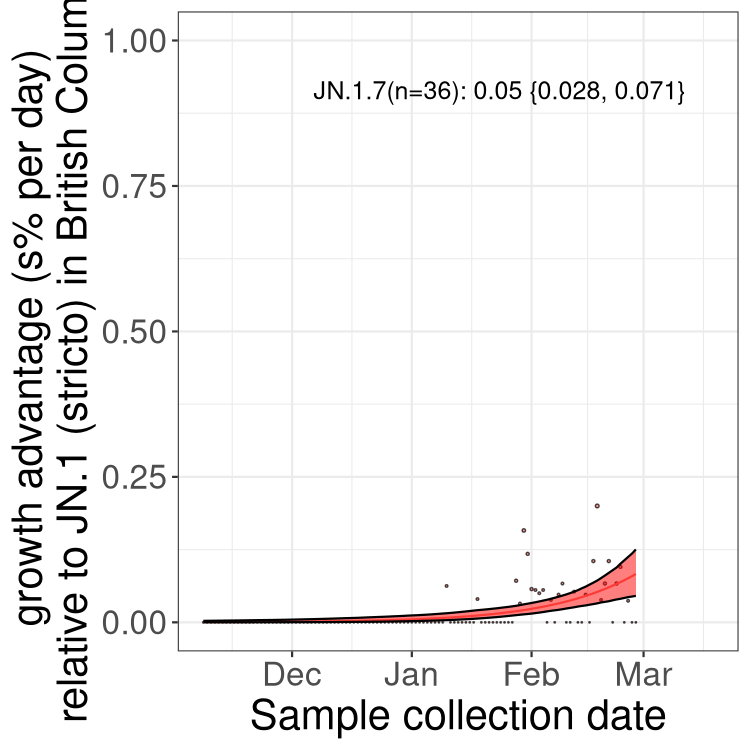 growth advantage (s% per day)
relative to JN.1 (stricto) in British Colum
1.00
0.75
0.50
0.25
0.00
JN.1.7(n=36): 0.05 {0.028, 0.071}
Dec Jan Feb Mar
Sample collection date